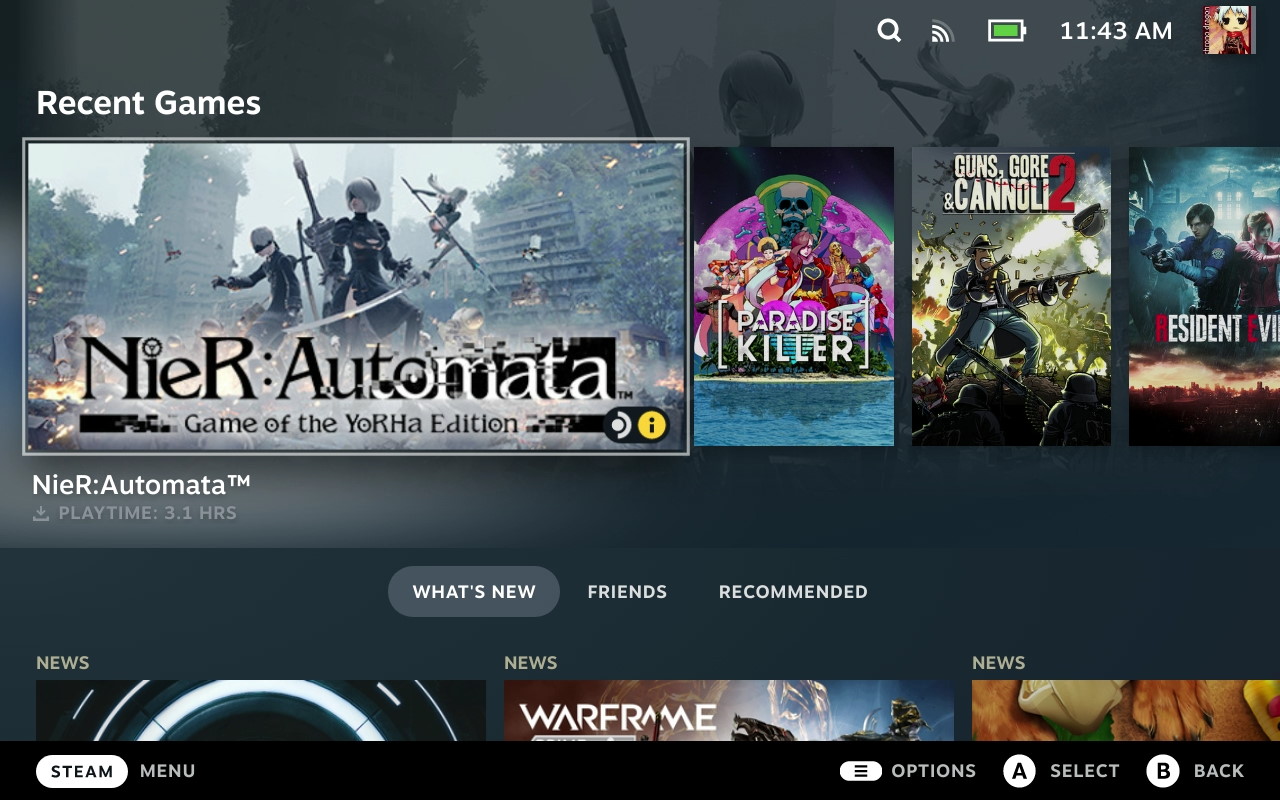 11:43 AM
Recent Games
NieR:Automata™
Game of the YoRHa Edition
PARADISE
KILLER
GUNS, GORE
&CANNOLI 2
RESIDENT EVI
NieR:Automata™
PLAYTIME: 3.1 HRS
WHAT'S NEW
FRIENDS
RECOMMENDED
NEWS
NEWS
NEWS
WARFRAME
STEAM MENU
OPTIONS
A SELECT
B BACK